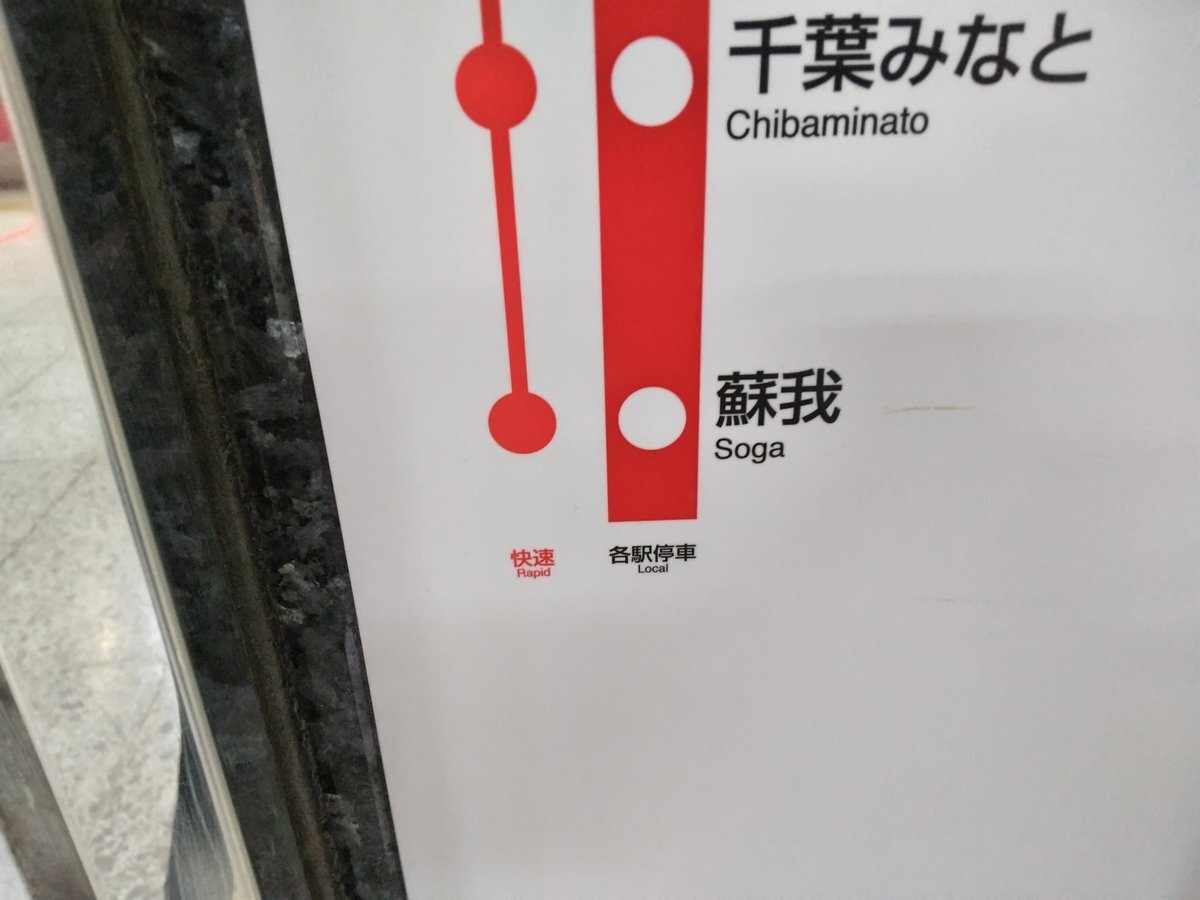 千葉みなと
Chibaminato
蘇我
Soga
快速
Rapid
各駅停車
Local